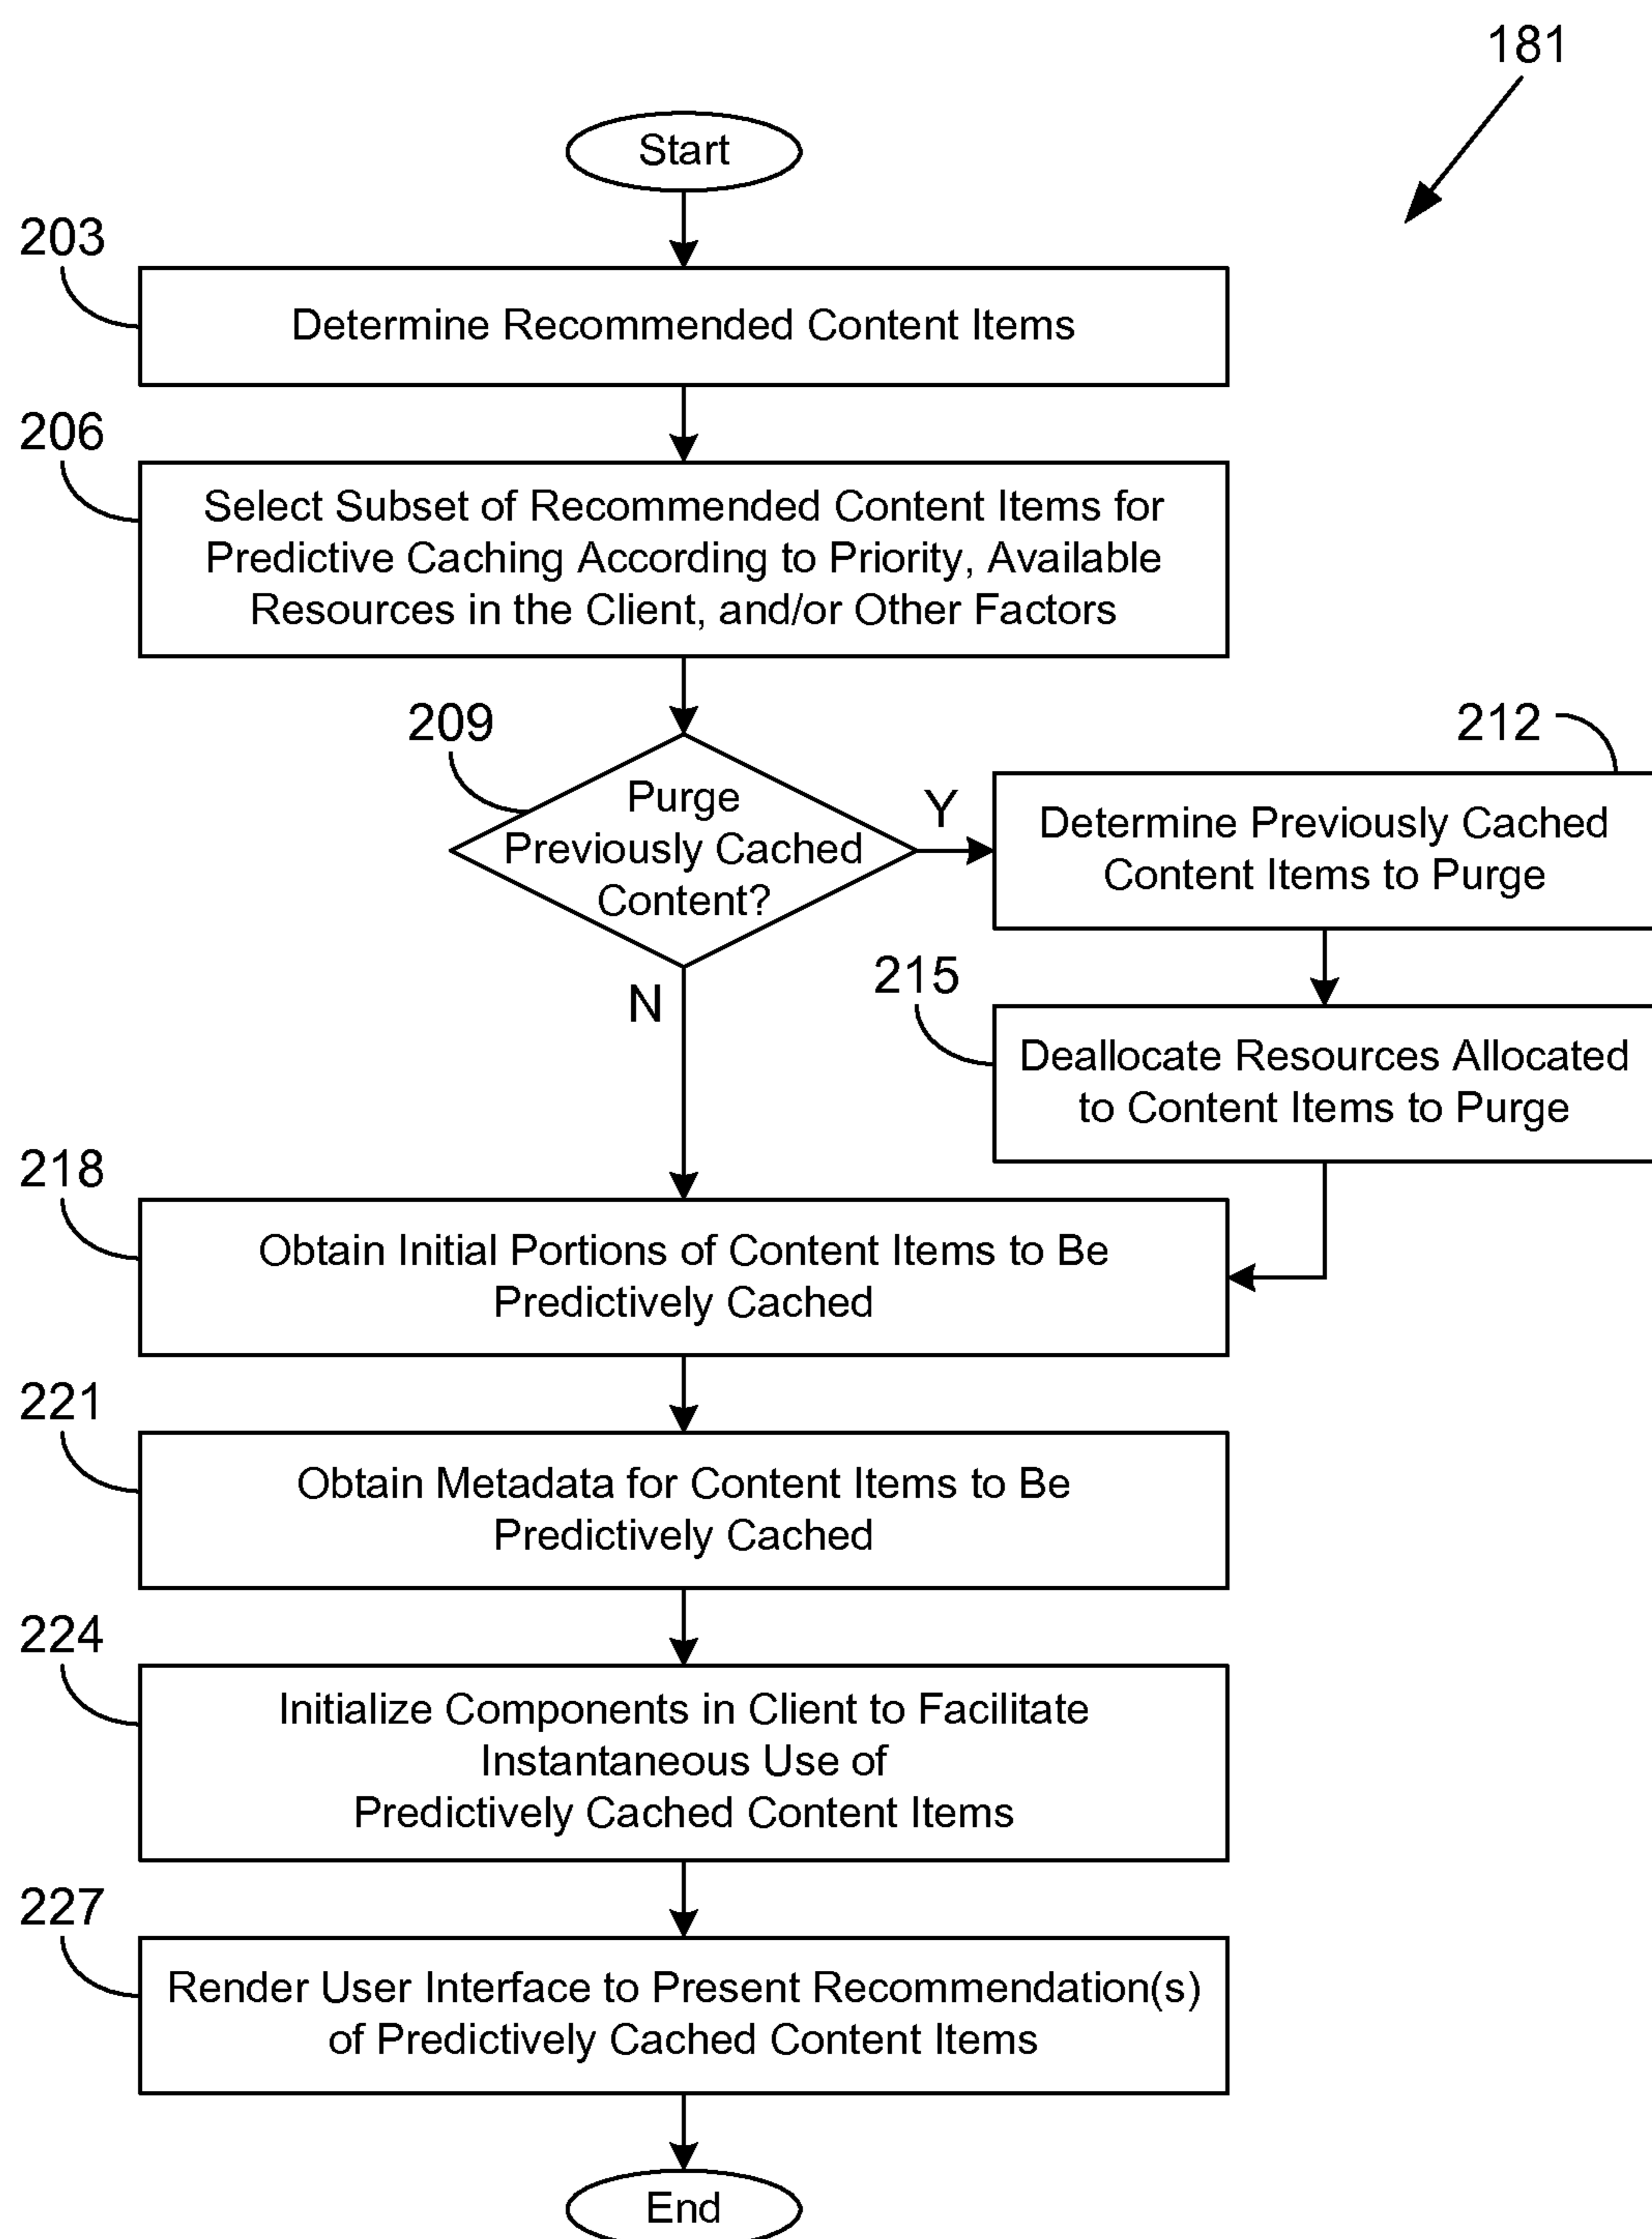 181
Start
203
Determine Recommended Content Items
206
Select Subset of Recommended Content Items for
Predictive Caching According to Priority, Available
Resources in the Client, and/or Other Factors
209
Purge
Previously Cached
Content?
Y
N
212
Determine Previously Cached
Content Items to Purge
215
Deallocate Resources Allocated
to Content Items to Purge
218
Obtain Initial Portions of Content Items to Be
Predictively Cached
221
Obtain Metadata for Content Items to Be
Predictively Cached
224
Initialize Components in Client to Facilitate
Instantaneous Use of
Predictively Cached Content Items
227
Render User Interface to Present Recommendation(s)
of Predictively Cached Content Items
End